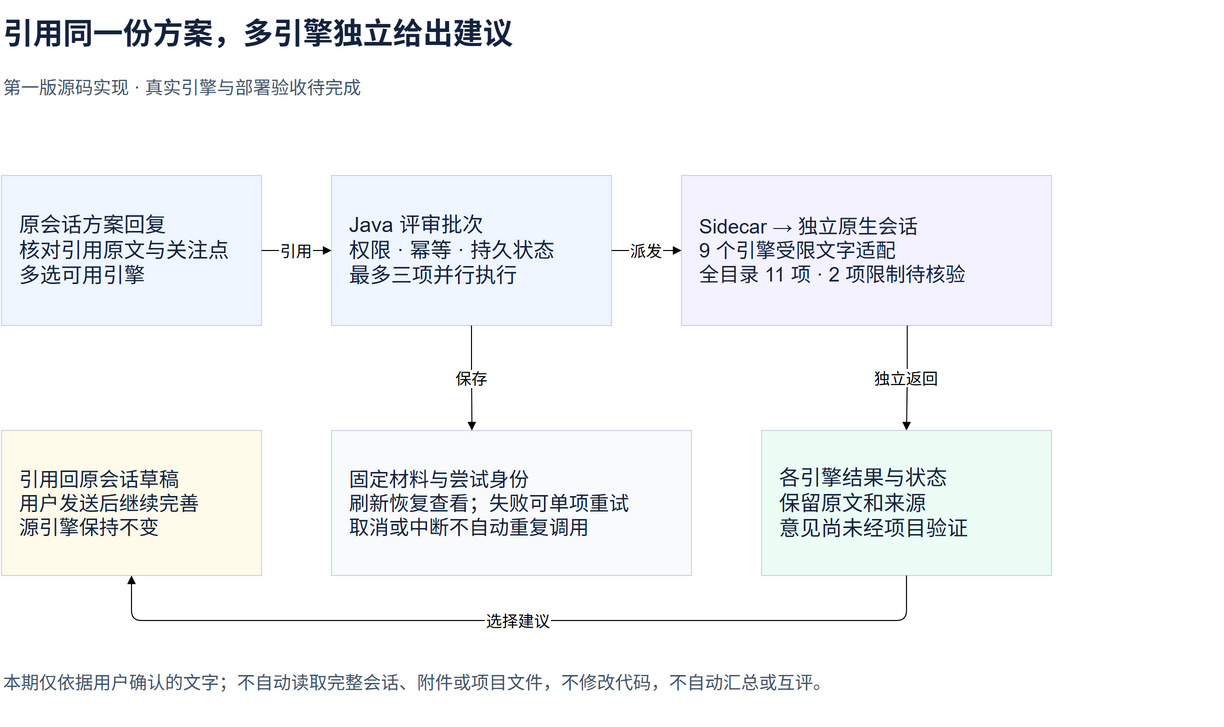 引用同一份方案，多引擎独立给出建议
第一版源码实现 · 真实引擎与部署验收待完成
原会话方案回复
核对引用原文与关注点
多选可用引擎
引用
Java 评审批次
权限 · 幂等 · 持久状态
最多三项并行执行
派发
Sidecar → 独立原生会话
9 个引擎受限文字适配
全目录 11 项 · 2 项限制待核验
保存
独立返回
引用回原会话草稿
用户发送后继续完善
源引擎保持不变
固定材料与尝试身份
刷新恢复查看；失败可单项重试
取消或中断不自动重复调用
各引擎结果与状态
保留原文和来源
意见尚未经项目验证
选择建议
本期仅依据用户确认的文字；不自动读取完整会话、附件或项目文件，不修改代码，不自动汇总或互评。